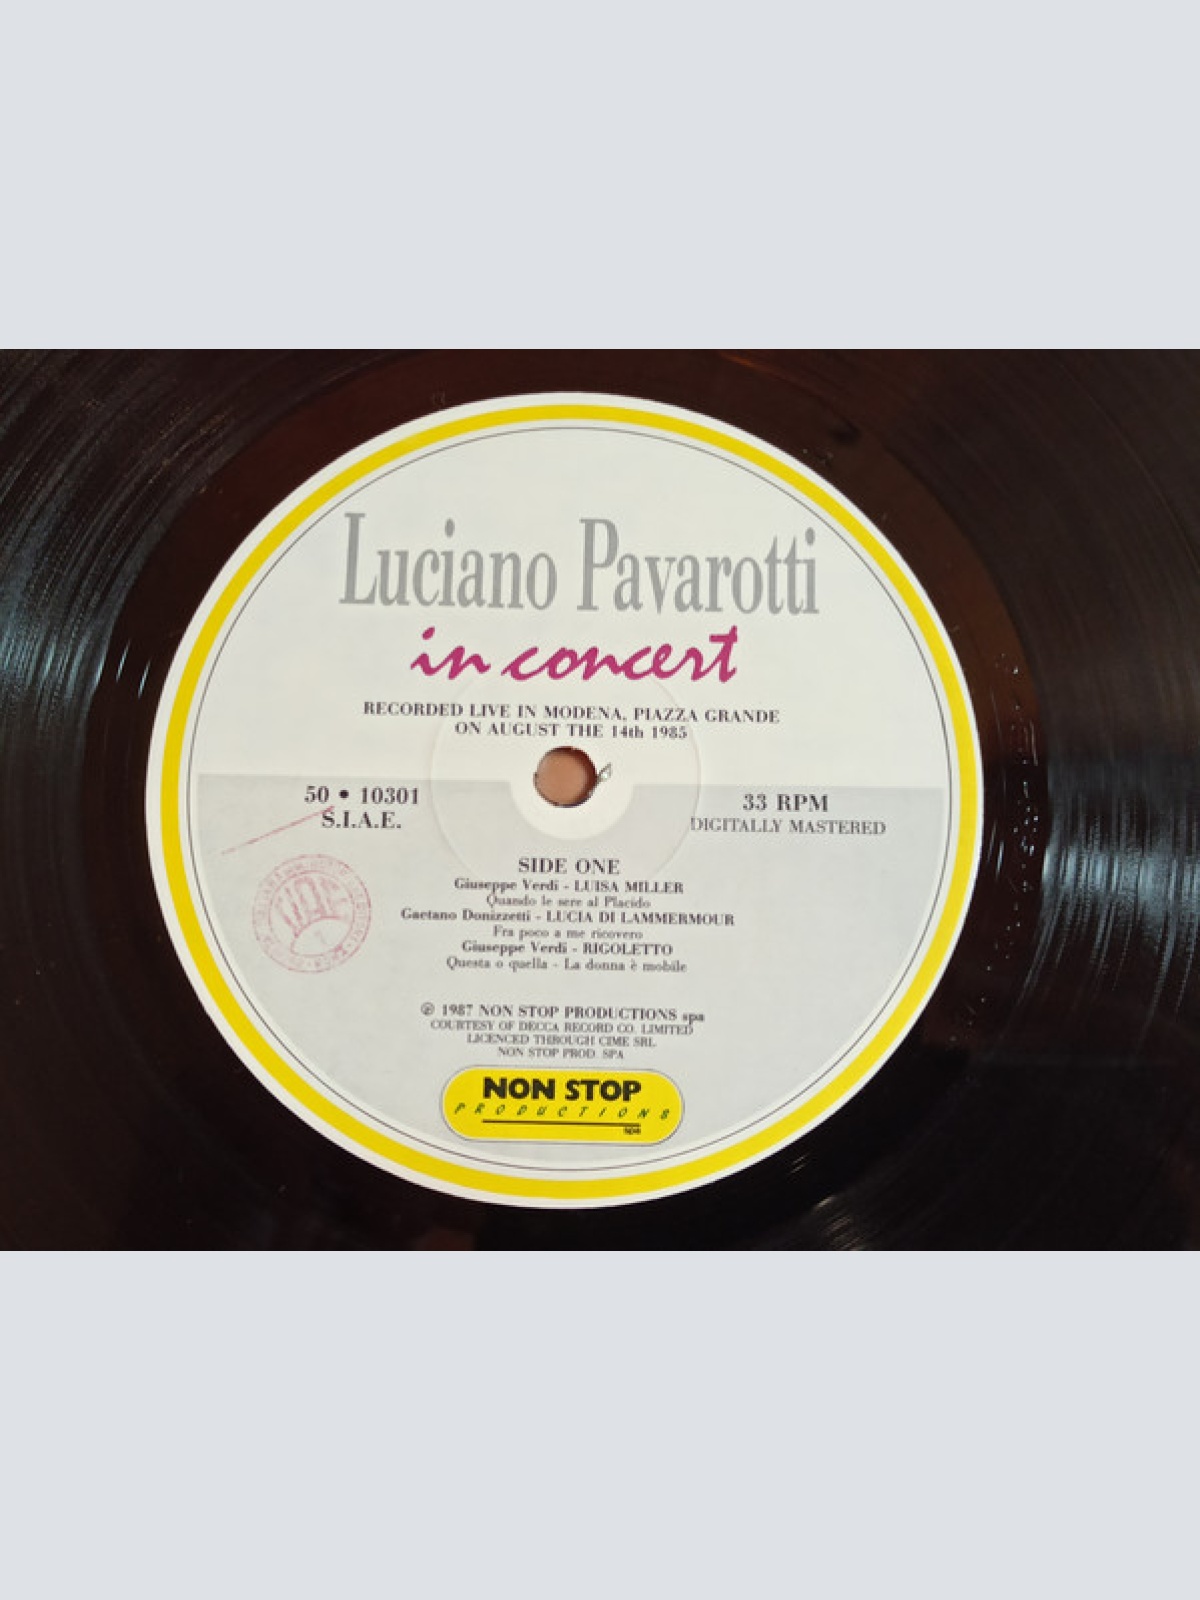 Luciano Pavarotti
in concert
RECORDED LIVE IN MODENA, PIAZZA GRANDE
ON AUGUST THE 14th 1985
50 • 10301
S.I.A.E.
33 RPM
DIGITALLY MASTERED
SIDE ONE
Giuseppe Verdi - LUISA MILLER
Quando le sere al Placido
Gaetano Donizzetti - LUCIA DI LAMMERMOUR
Fra poco a me ricovero
Giuseppe Verdi - RIGOLETTO
Questa o quella - La donna è mobile
℗ 1987 NON STOP PRODUCTIONS spa
COURTESY OF DECCA RECORD CO. LIMITED
LICENCED THROUGH CIME SRL
NON STOP PROD. SPA
NON STOP
PRODUCTIONS
spa